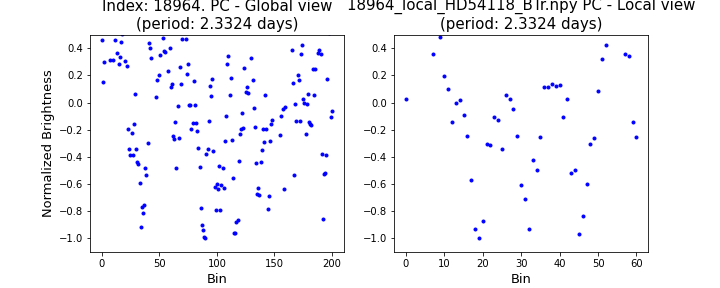 Index: 18964. PC - Global view
(period: 2.3324 days)
18964_local_HD54118_BTr.npy PC - Local view
(period: 2.3324 days)
Normalized Brightness
0.4
0.2
0.0
−0.2
−0.4
−0.6
−0.8
−1.0
0 50 100 150 200
Bin
0.4
0.2
0.0
−0.2
−0.4
−0.6
−0.8
−1.0
0 10 20 30 40 50 60
Bin